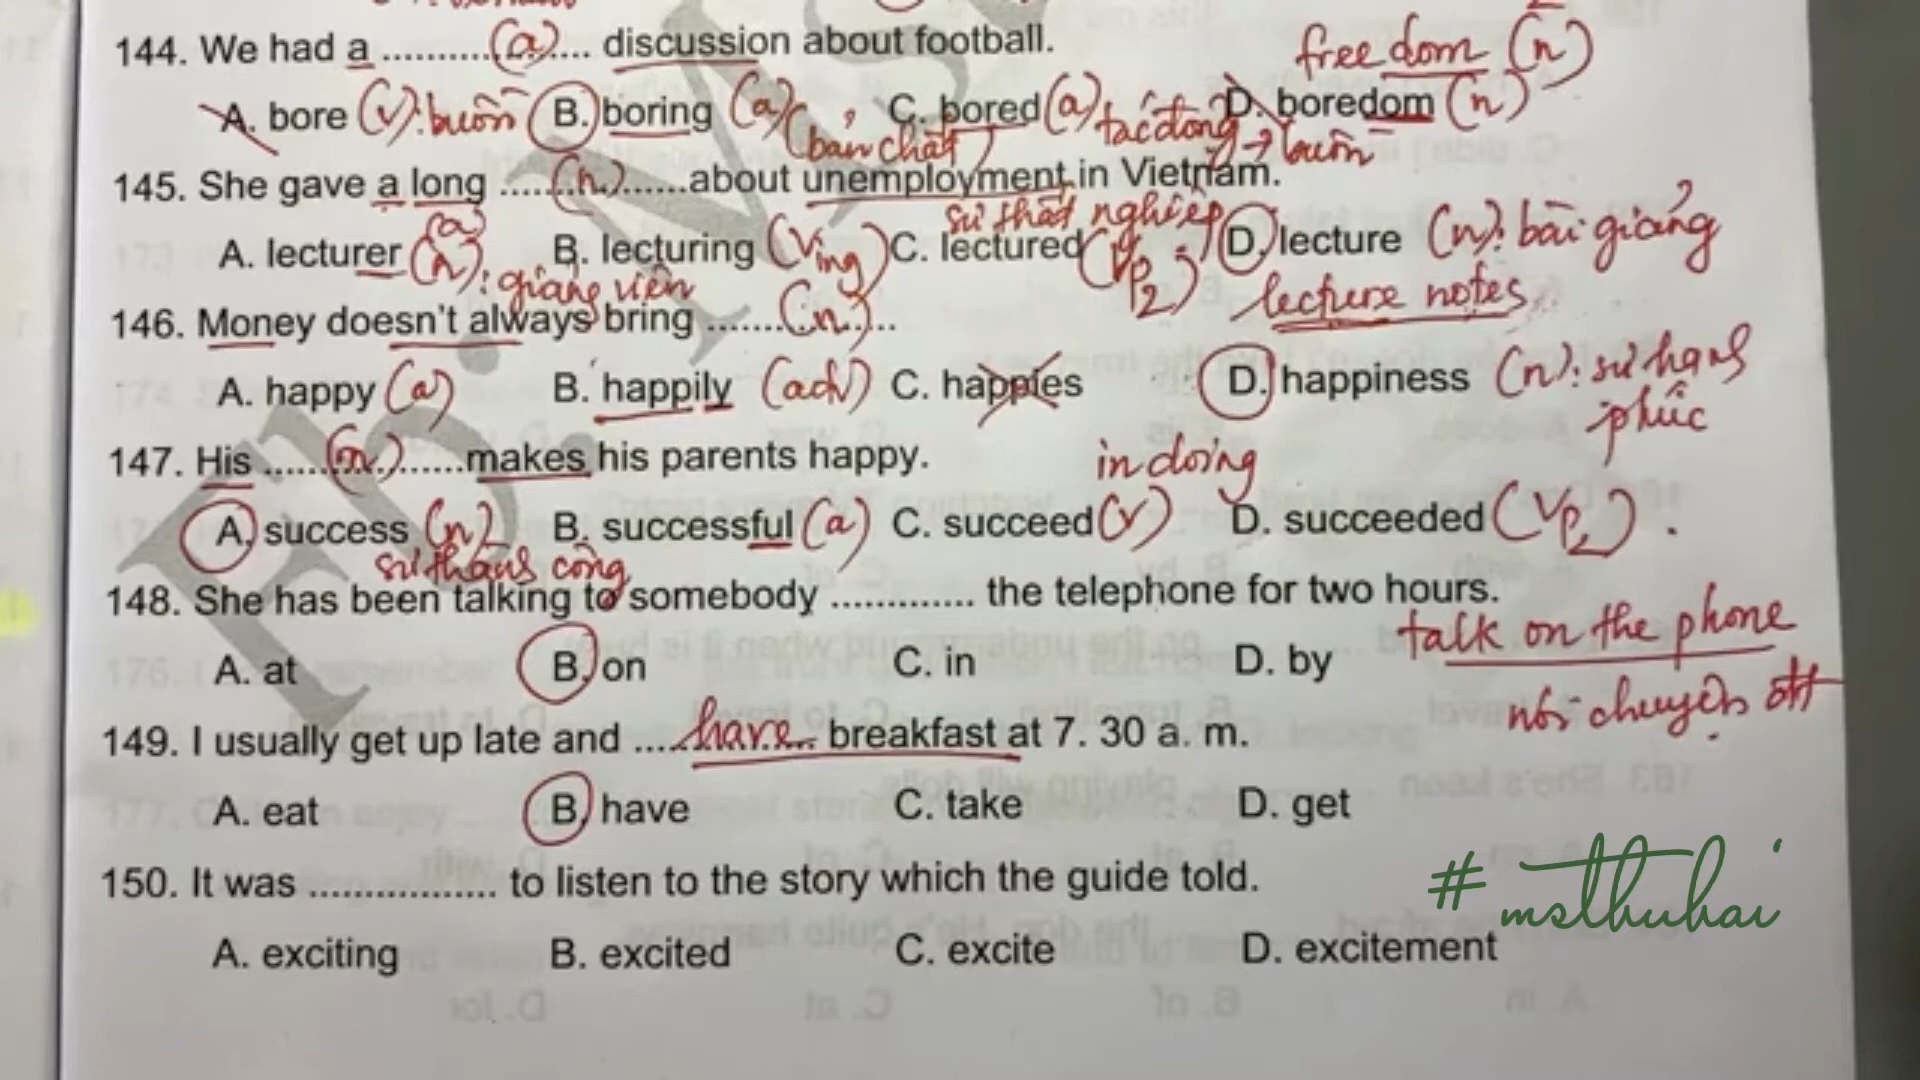 freedom (n)
144. We had a ..........(a).... discussion about football.
A. bore (v): buồn B. boring (a) (bản chất) C. bored (a) tác động → buồn D. boredom (n)
145. She gave a long ......(n)......about unemployment in Vietnam.
(a) sự thất nghiệp
A. lecturer (n): giảng viên B. lecturing (Ving) C. lectured (Vp2) D. lecture (n): bài giảng
lecture notes
146. Money doesn't always bring .......(n)....
A. happy (a) B. happily (adv) C. happies D. happiness (n): sự hạnh phúc
147. His ......(n)......makes his parents happy.
in doing
A. success (n) B. successful (a) C. succeed (v) D. succeeded (Vp2).
sự thành công
148. She has been talking to somebody ............. the telephone for two hours.
talk on the phone
A. at B. on C. in D. by
nói chuyện đt
149. I usually get up late and .....have... breakfast at 7. 30 a. m.
A. eat B. have C. take D. get
150. It was ................. to listen to the story which the guide told.
# msthuhai
A. exciting B. excited C. excite D. excitement